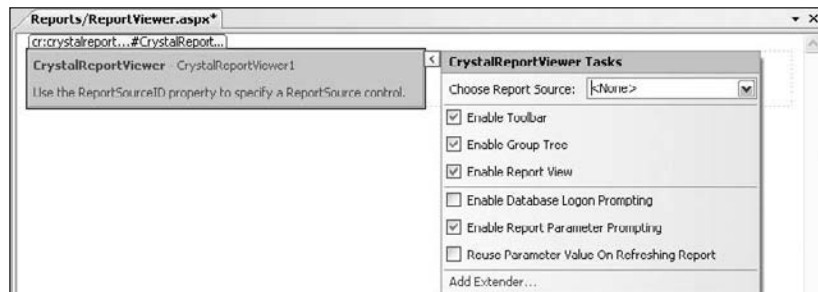 Reports/ReportViewer.aspx*
cr:crystalreport...#CrystalReport...
CrystalReportViewer - CrystalReportViewer1
Use the ReportSourceID property to specify a ReportSource control.
CrystalReportViewer Tasks
Choose Report Source: <None>
Enable Toolbar
Enable Group Tree
Enable Report View
Enable Database Logon Prompting
Enable Report Parameter Prompting
Reuse Parameter Value On Refreshing Report
Add Extender...